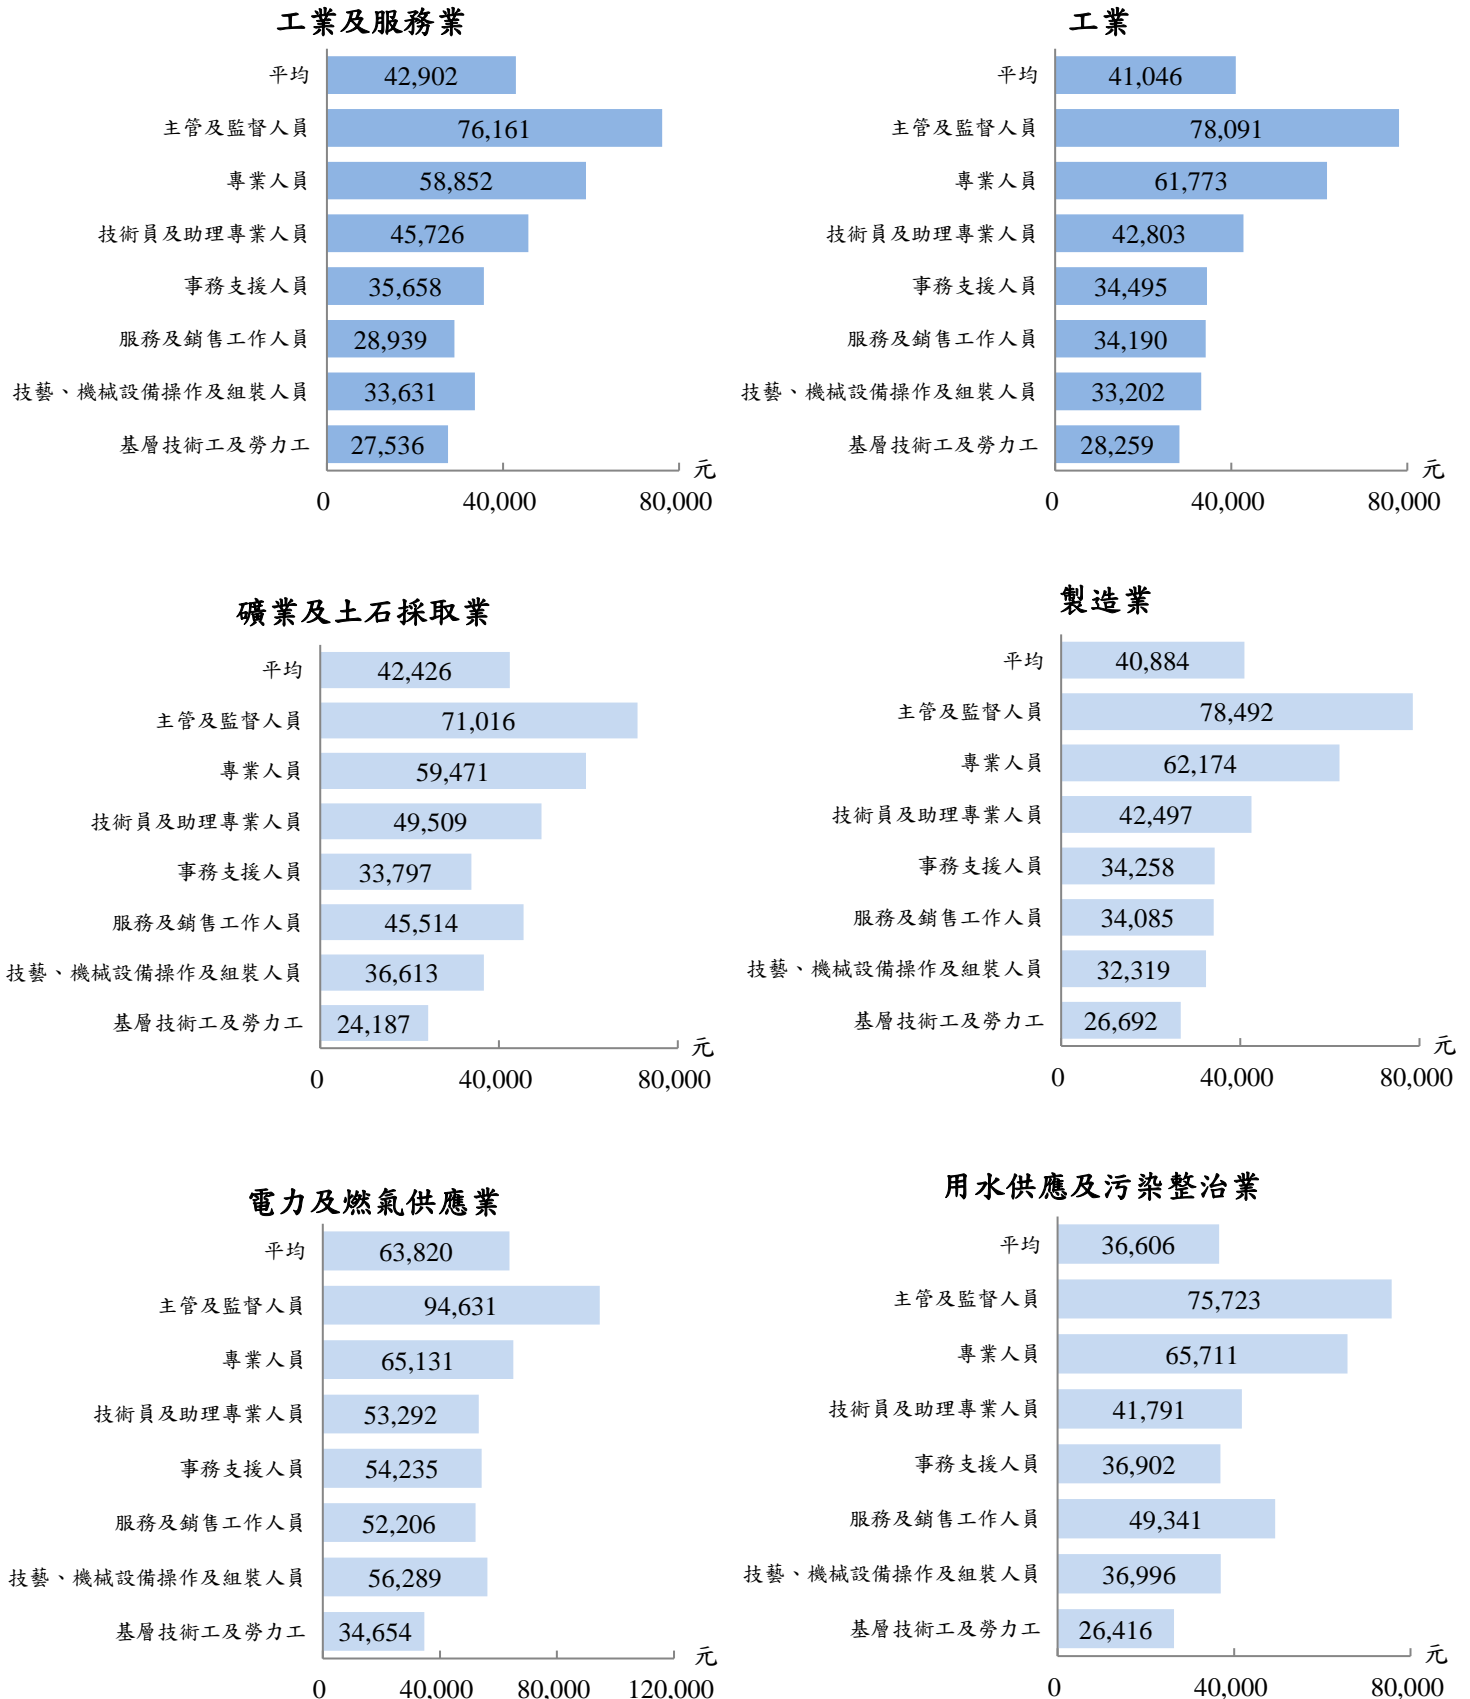 工業及服務業
平均 42,902
主管及監督人員 76,161
專業人員 58,852
技術員及助理專業人員 45,726
事務支援人員 35,658
服務及銷售工作人員 28,939
技藝、機械設備操作及組裝人員 33,631
基層技術工及勞力工 27,536
元
0 40,000 80,000
工業
平均 41,046
主管及監督人員 78,091
專業人員 61,773
技術員及助理專業人員 42,803
事務支援人員 34,495
服務及銷售工作人員 34,190
技藝、機械設備操作及組裝人員 33,202
基層技術工及勞力工 28,259
元
0 40,000 80,000
礦業及土石採取業
平均 42,426
主管及監督人員 71,016
專業人員 59,471
技術員及助理專業人員 49,509
事務支援人員 33,797
服務及銷售工作人員 45,514
技藝、機械設備操作及組裝人員 36,613
基層技術工及勞力工 24,187
元
0 40,000 80,000
製造業
平均 40,884
主管及監督人員 78,492
專業人員 62,174
技術員及助理專業人員 42,497
事務支援人員 34,258
服務及銷售工作人員 34,085
技藝、機械設備操作及組裝人員 32,319
基層技術工及勞力工 26,692
元
0 40,000 80,000
電力及燃氣供應業
平均 63,820
主管及監督人員 94,631
專業人員 65,131
技術員及助理專業人員 53,292
事務支援人員 54,235
服務及銷售工作人員 52,206
技藝、機械設備操作及組裝人員 56,289
基層技術工及勞力工 34,654
元
0 40,000 80,000 120,000
用水供應及污染整治業
平均 36,606
主管及監督人員 75,723
專業人員 65,711
技術員及助理專業人員 41,791
事務支援人員 36,902
服務及銷售工作人員 49,341
技藝、機械設備操作及組裝人員 36,996
基層技術工及勞力工 26,416
元
0 40,000 80,000